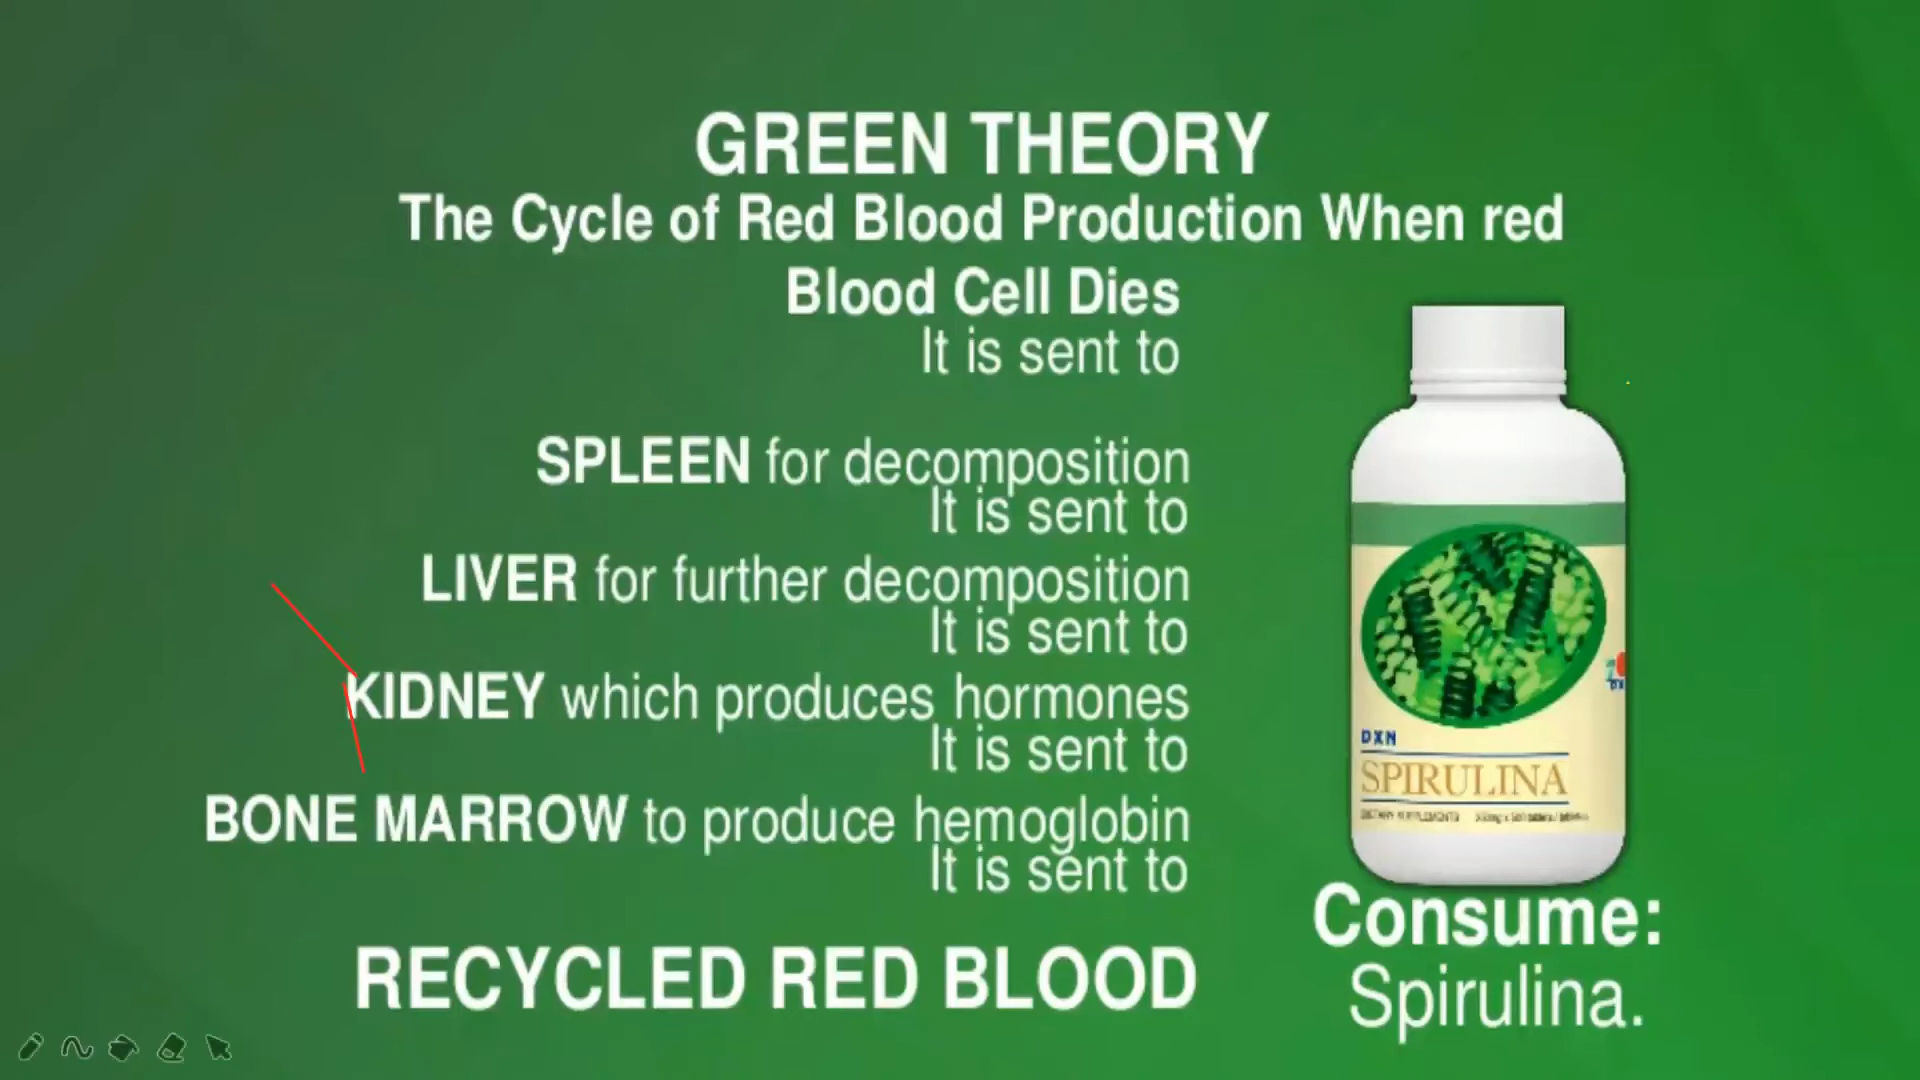 GREEN THEORY
The Cycle of Red Blood Production When red
Blood Cell Dies
It is sent to
SPLEEN for decomposition
It is sent to
LIVER for further decomposition
It is sent to
KIDNEY which produces hormones
It is sent to
BONE MARROW to produce hemoglobin
It is sent to
RECYCLED RED BLOOD
DXN
SPIRULINA
DIETARY SUPPLEMENTS
Consume:
Spirulina.